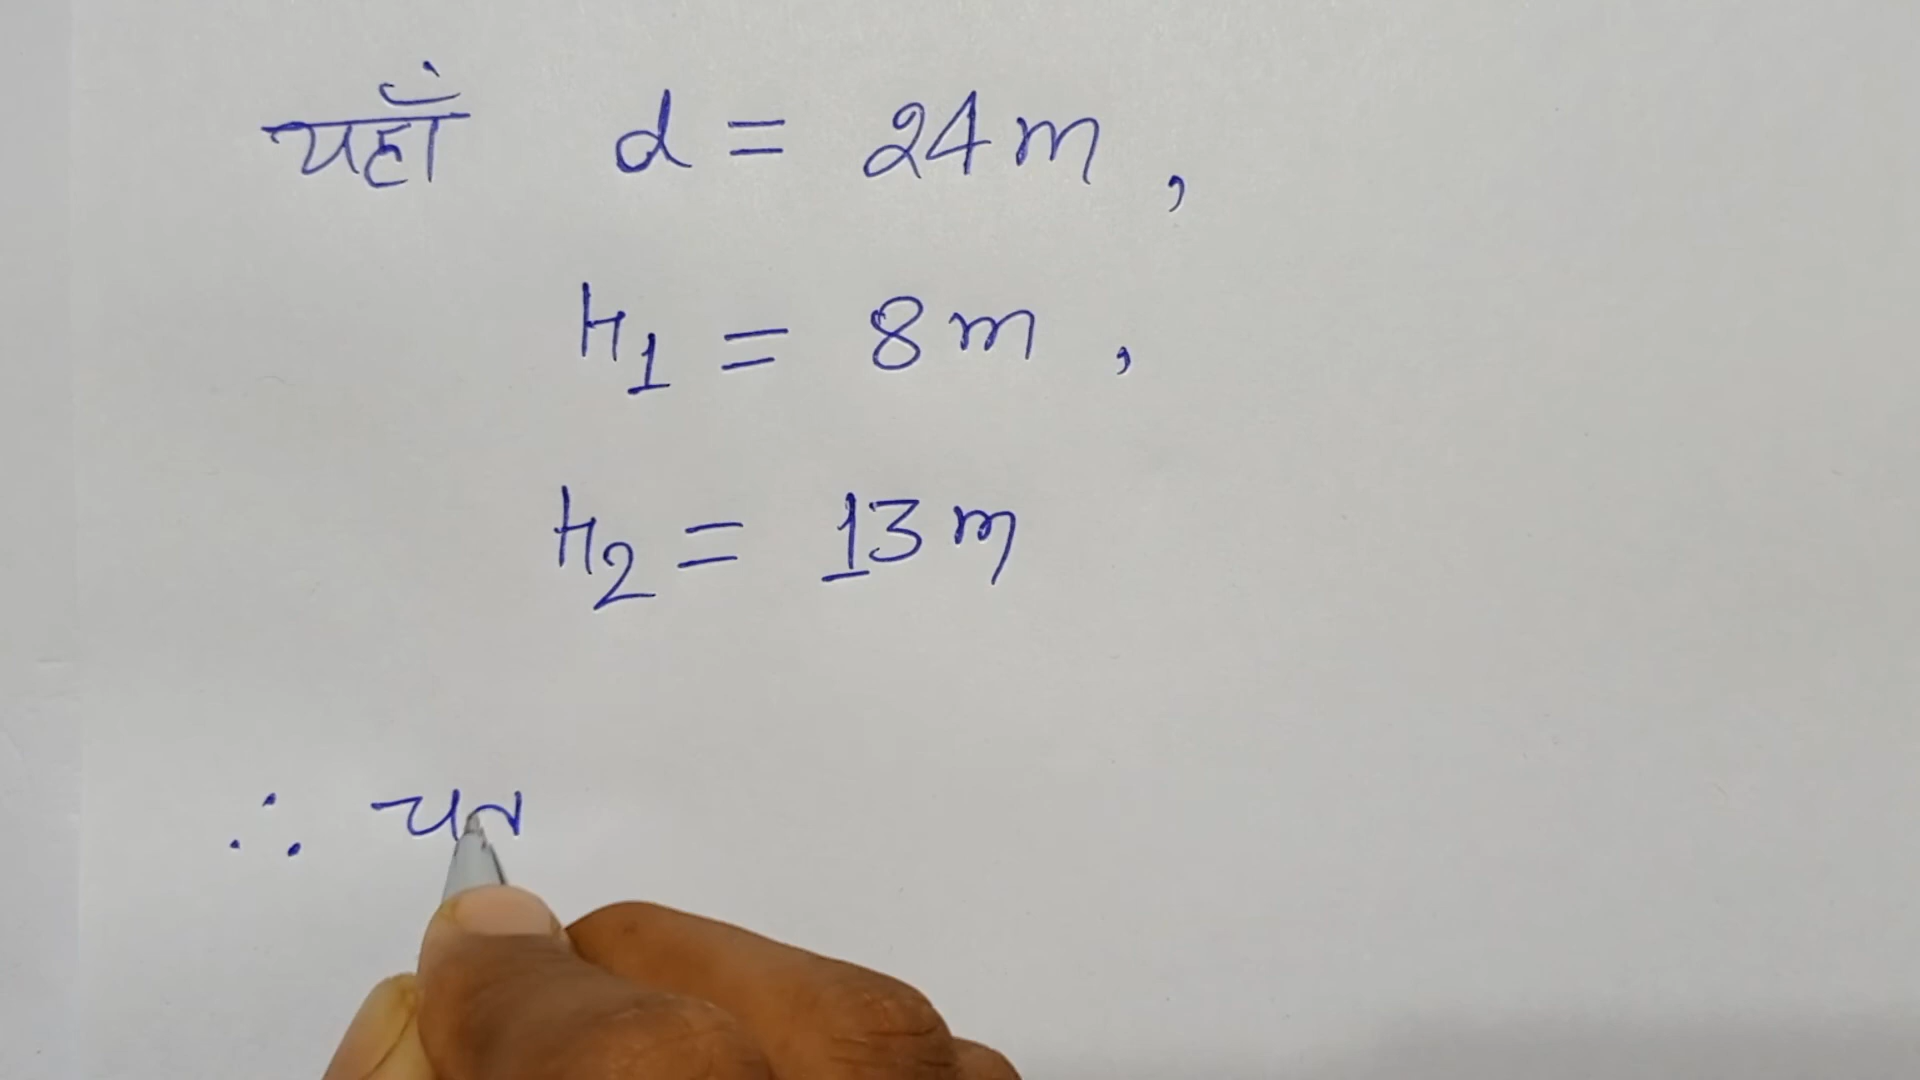 यहाँ d = 24m ,
H1 = 8m ,
H2 = 13m
∴